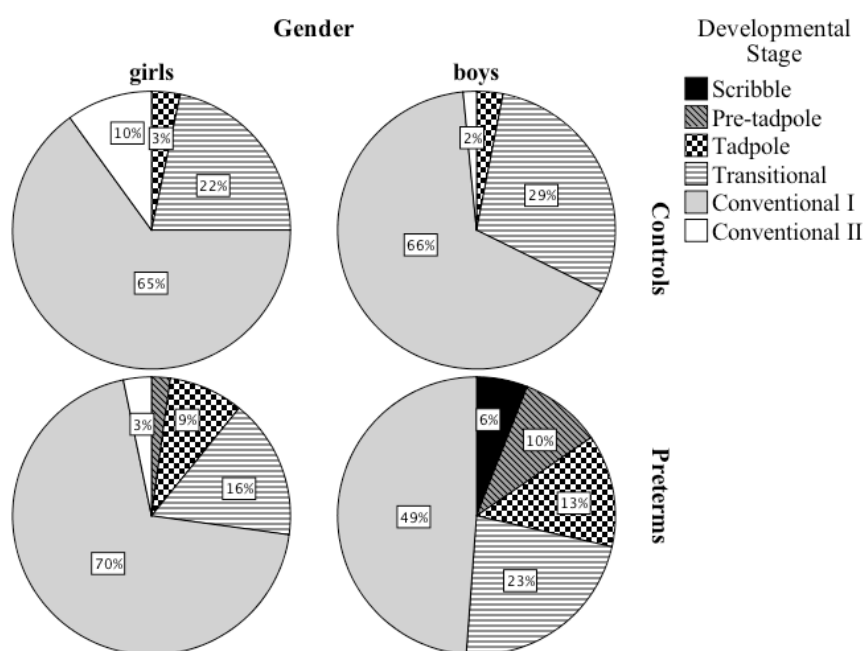 Gender
girls
boys
Developmental
Stage
Scribble
Pre-tadpole
Tadpole
Transitional
Conventional I
Conventional II
10%
3%
22%
65%
2%
29%
66%
Controls
3%
9%
16%
70%
6%
10%
13%
23%
49%
Preterms